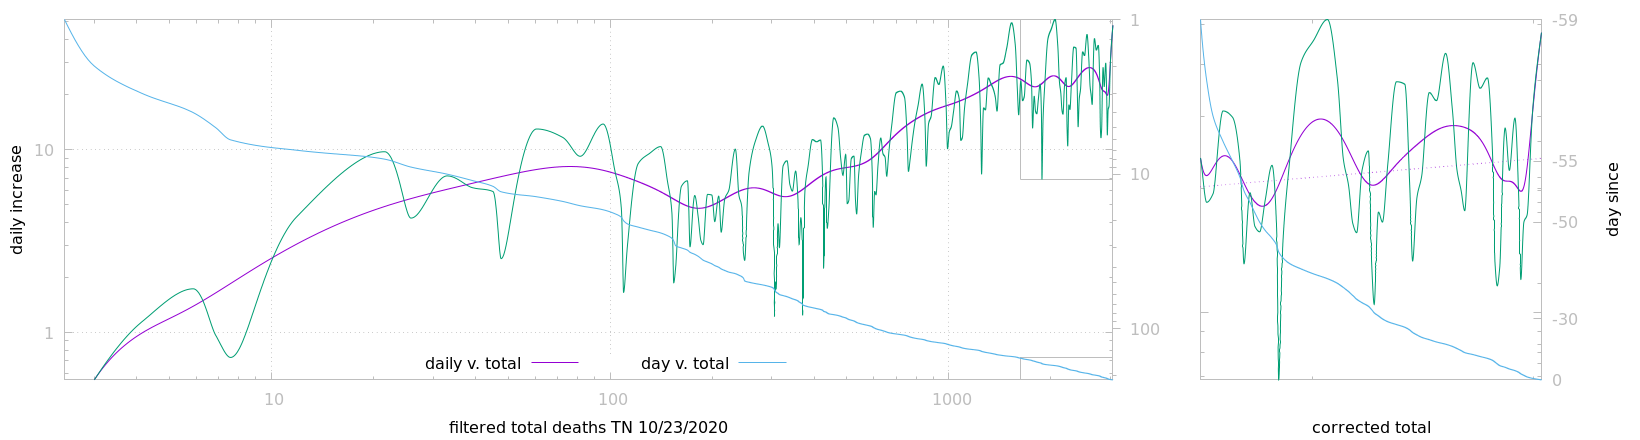 1
-59
10
10
-55
-50
daily increase
day since
1
100
-30
daily v. total
day v. total
0
10
100
1000
filtered total deaths TN 10/23/2020
corrected total